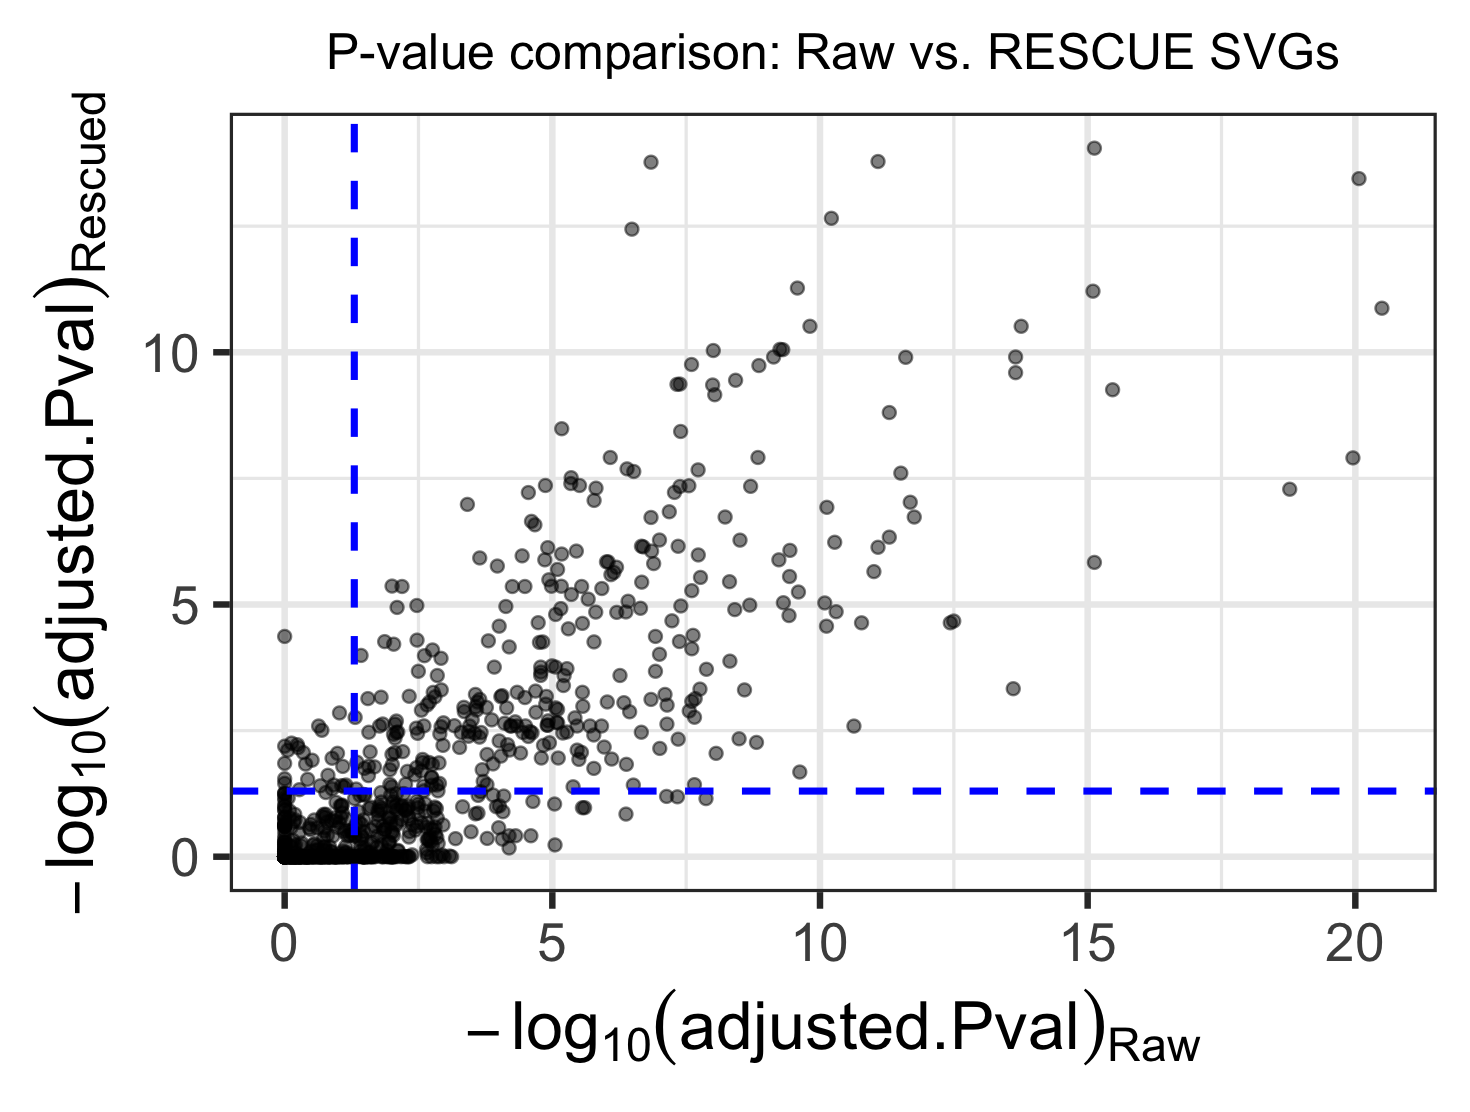 P-value comparison: Raw vs. RESCUE SVGs
−log10(adjusted.Pval)Rescued
10
5
0
0 5 10 15 20
−log10(adjusted.Pval)Raw